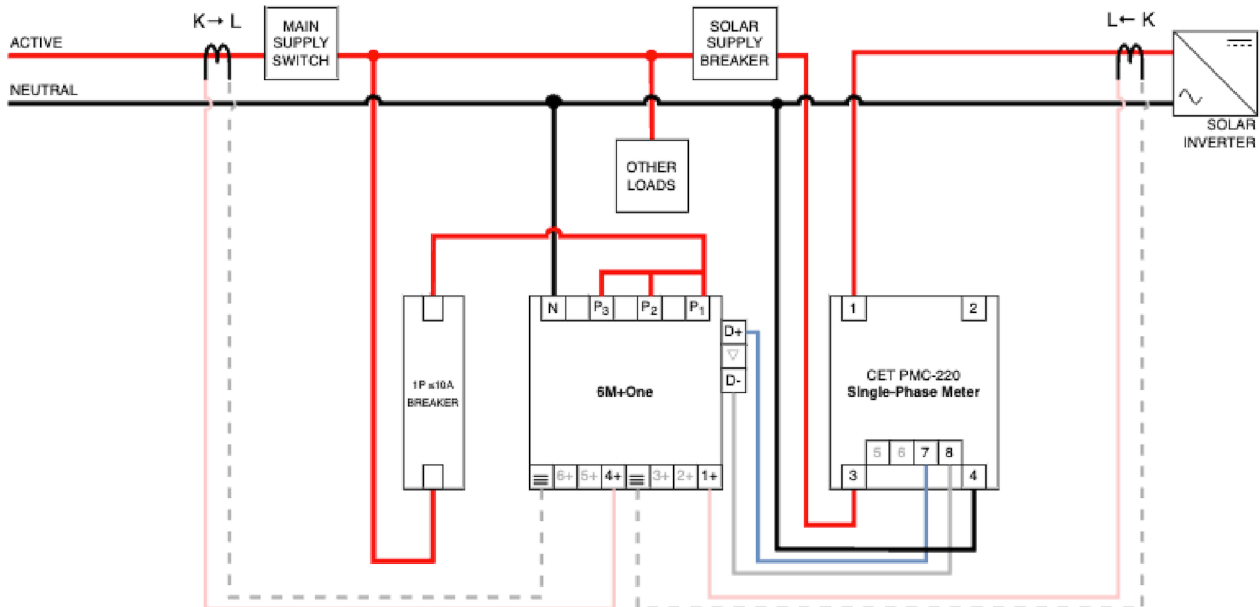 K→ L
MAIN
SUPPLY
SWITCH
SOLAR
SUPPLY
BREAKER
L← K
ACTIVE
NEUTRAL
SOLAR
INVERTER
OTHER
LOADS
N P3 P2 P1
1 2
D+
▽
D-
1P ≤10A
BREAKER
6M+One
CET PMC-220
Single-Phase Meter
5 6 7 8
6+ 5+ 4+ 3+ 2+ 1+
3 4